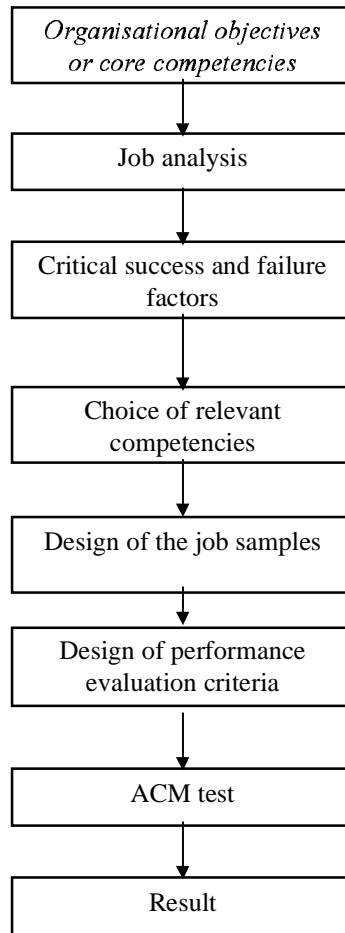 Organisational objectives
or core competencies
Job analysis
Critical success and failure
factors
Choice of relevant
competencies
Design of the job samples
Design of performance
evaluation criteria
ACM test
Result